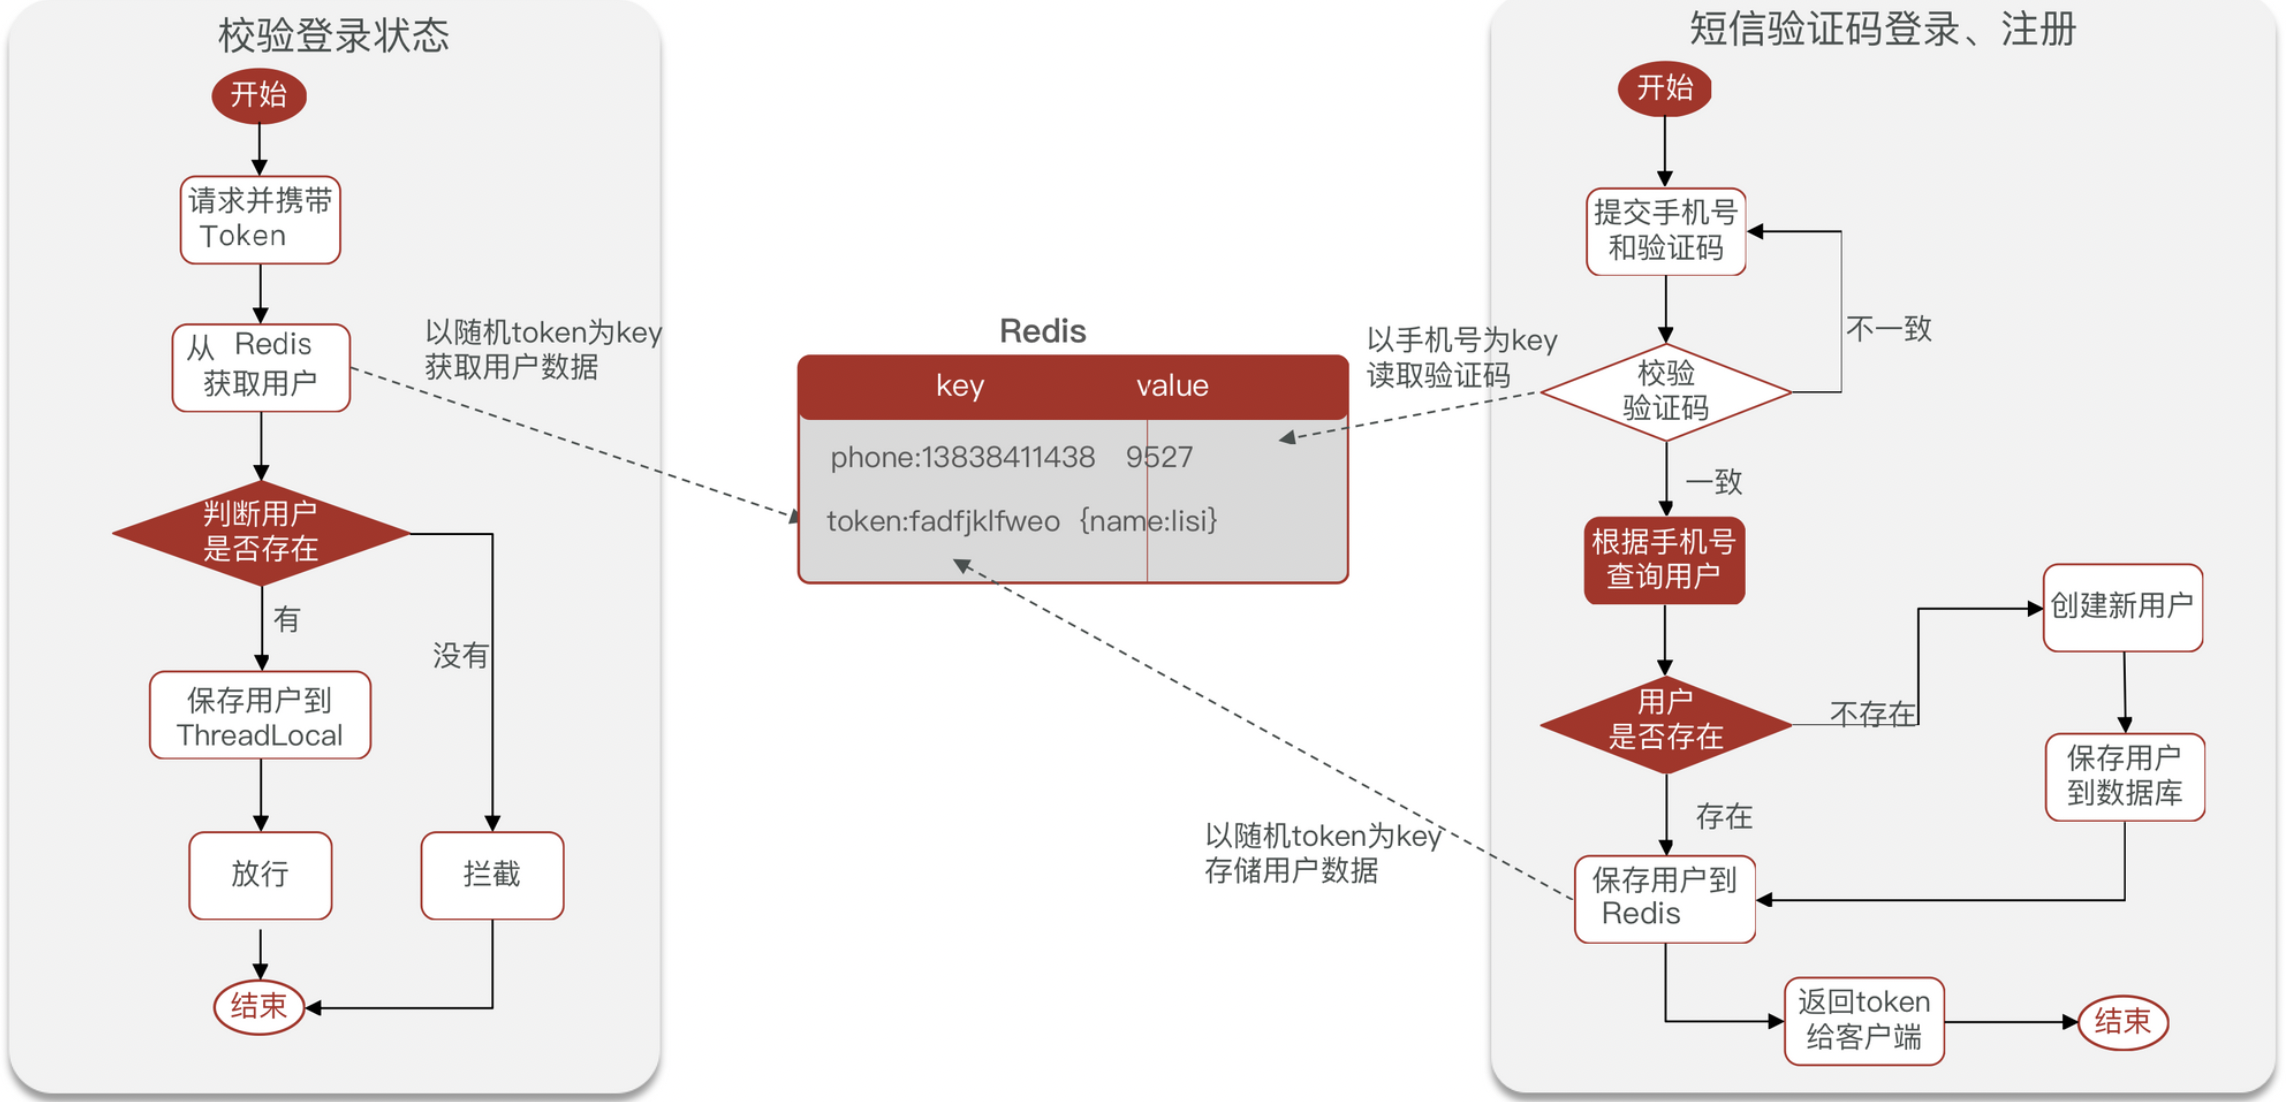 校验登录状态
开始
请求并携带
Token
从 Redis
获取用户
以随机token为key
获取用户数据
判断用户
是否存在
有
没有
保存用户到
ThreadLocal
放行
拦截
结束
Redis
key value
phone:13838411438 9527
token:fadfjklfweo {name:lisi}
以手机号为key
读取验证码
以随机token为key
存储用户数据
短信验证码登录、注册
开始
提交手机号
和验证码
不一致
校验
验证码
一致
根据手机号
查询用户
创建新用户
用户
是否存在
不存在
保存用户
到数据库
存在
保存用户到
Redis
返回token
给客户端
结束